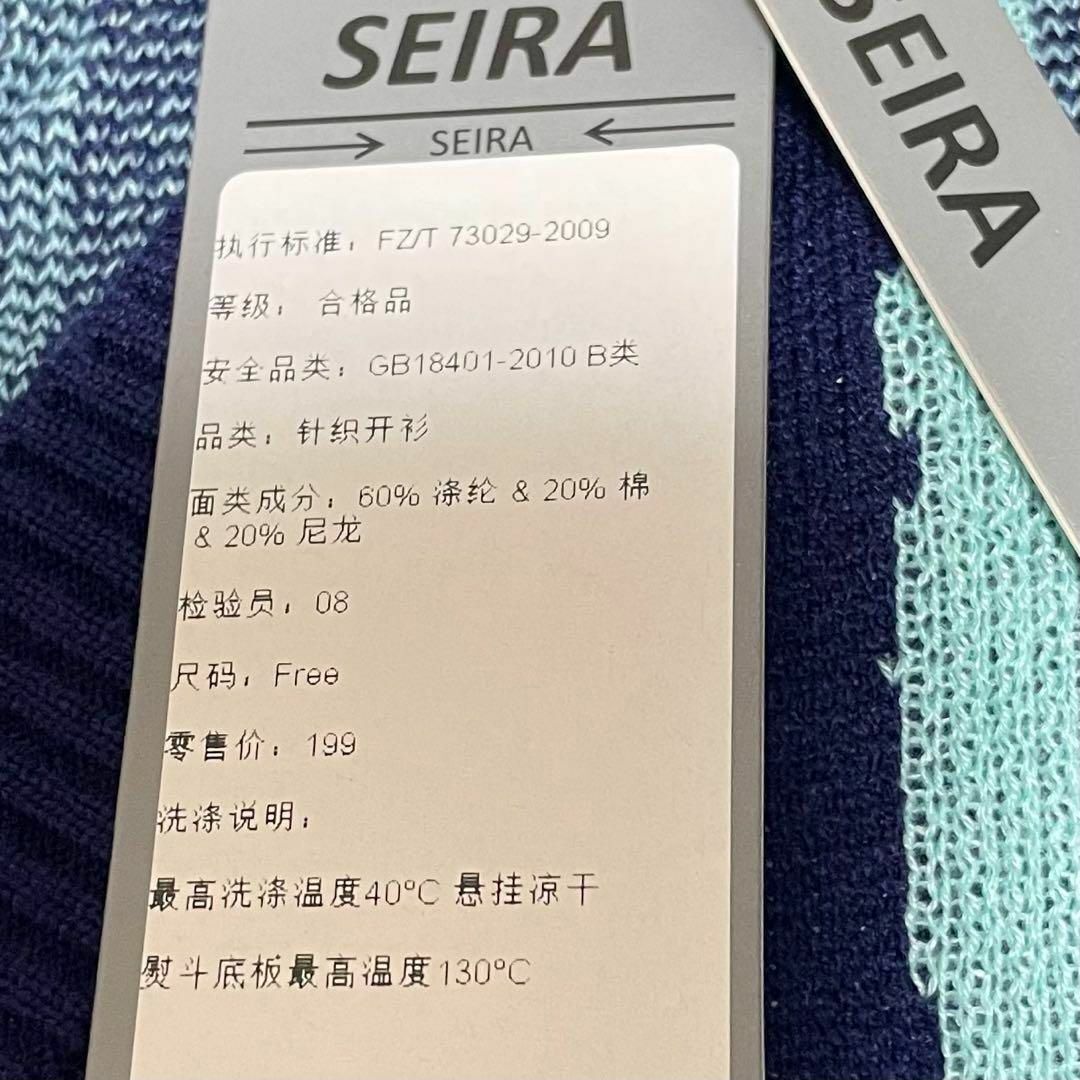 SEIRA
SEIRA
SEIRA
执行标准：FZ/T 73029-2009
等级：合格品
安全品类：GB18401-2010 B类
品类：针织开衫
面类成分：60% 涤纶 & 20% 棉
& 20% 尼龙
检验员：08
尺码：Free
零售价：199
洗涤说明：
最高洗涤温度40°C 悬挂凉干
熨斗底板最高温度130°C